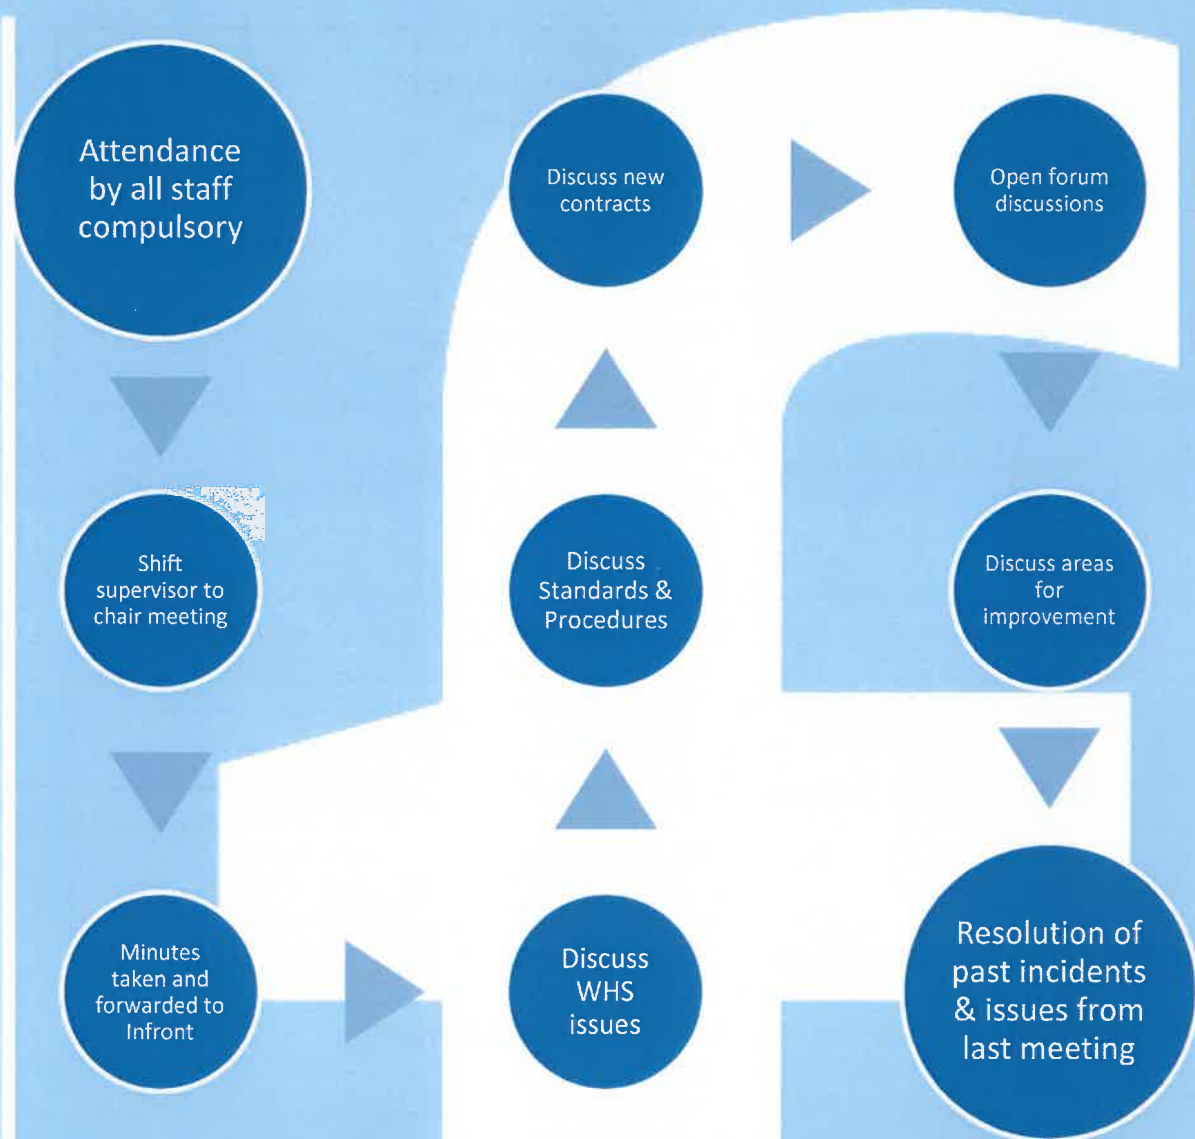 Attendance
by all staff
compulsory
Shift
supervisor to
chair meeting
Minutes
taken and
forwarded to
Infront
Discuss
WHS
issues
Discuss
Standards &
Procedures
Discuss new
contracts
Open forum
discussions
Discuss areas
for
improvement
Resolution of
past incidents
& issues from
last meeting